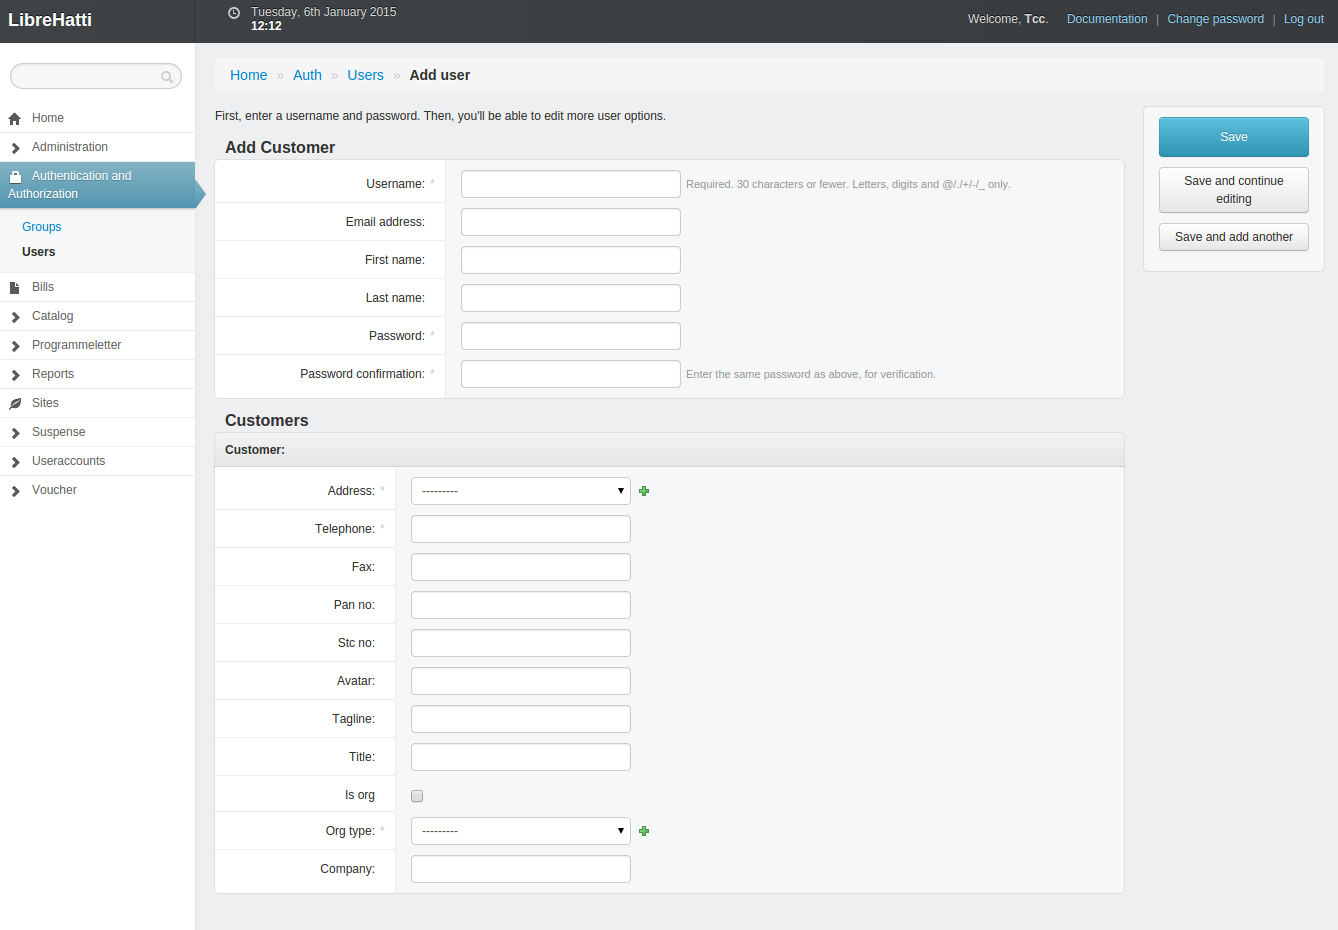 LibreHatti
Tuesday, 6th January 2015
12:12
Welcome, Tcc. Documentation | Change password | Log out
Home
Administration
Authentication and
Authorization
Groups
Users
Bills
Catalog
Programmeletter
Reports
Sites
Suspense
Useraccounts
Voucher
Home » Auth » Users » Add user
First, enter a username and password. Then, you'll be able to edit more user options.
Add Customer
Username: * Required. 30 characters or fewer. Letters, digits and @/./+/-/_ only.
Email address:
First name:
Last name:
Password: *
Password confirmation: * Enter the same password as above, for verification.
Customers
Customer:
Address: * ---------
Telephone: *
Fax:
Pan no:
Stc no:
Avatar:
Tagline:
Title:
Is org
Org type: * ---------
Company:
Save
Save and continue
editing
Save and add another